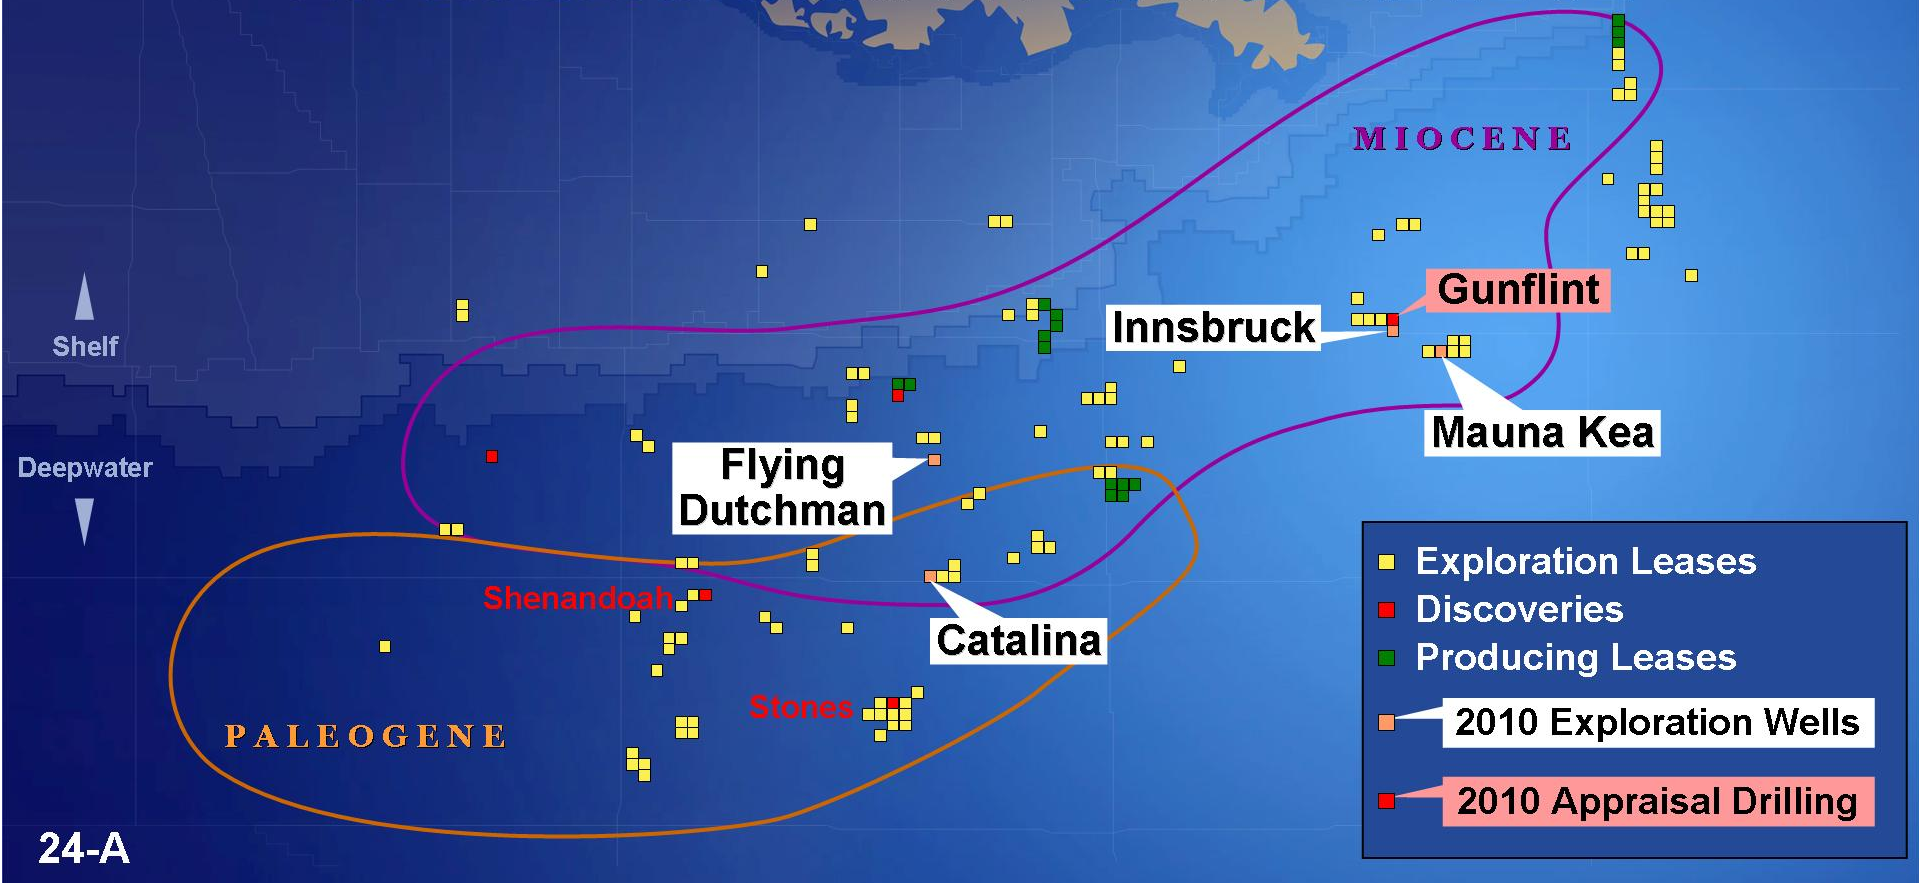 MIOCENE
Gunflint
Innsbruck
Shelf
Mauna Kea
Deepwater
Flying
Dutchman
Shenandoah
Catalina
Stones
PALEOGENE
Exploration Leases
Discoveries
Producing Leases
2010 Exploration Wells
2010 Appraisal Drilling
24-A